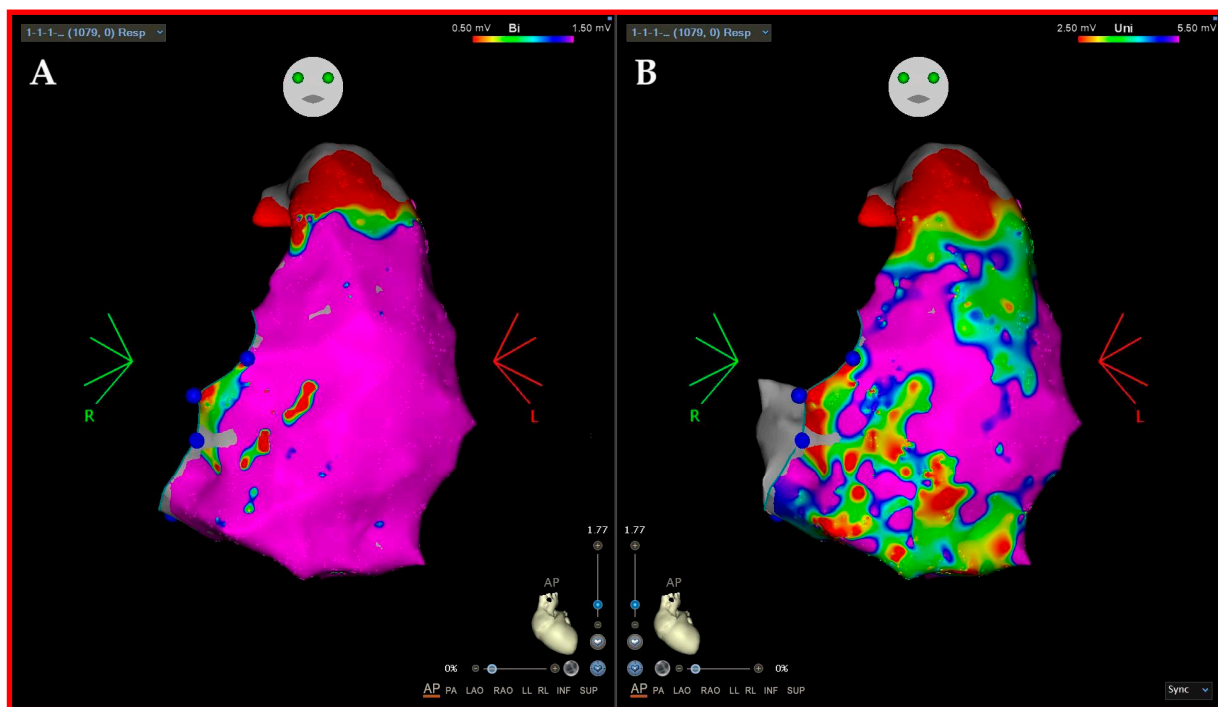 1-1-1-... (1079, 0) Resp
0.50 mV Bi 1.50 mV
A
R
L
1.77
AP
0%
AP PA LAO RAO LL RL INF SUP
1-1-1-... (1079, 0) Resp
2.50 mV Uni 5.50 mV
B
R
L
1.77
AP
0%
AP PA LAO RAO LL RL INF SUP
Sync